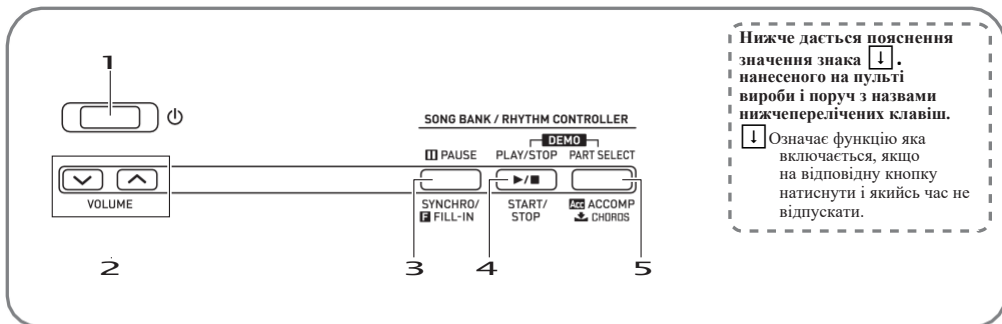 1
SONG BANK / RHYTHM CONTROLLER
DEMO
PAUSE PLAY/STOP PART SELECT
VOLUME
SYNCHRO/ START/ Acc ACCOMP
F FILL-IN STOP CHORDS
2 3 4 5
Нижче дається пояснення
значення знака ↓ .
нанесеного на пульті
вироби і поруч з назвами
нижчеперелічених клавіш.
↓ Означає функцію яка
включається, якщо
на відповідну кнопку
натиснути і якийсь час не
відпускати.